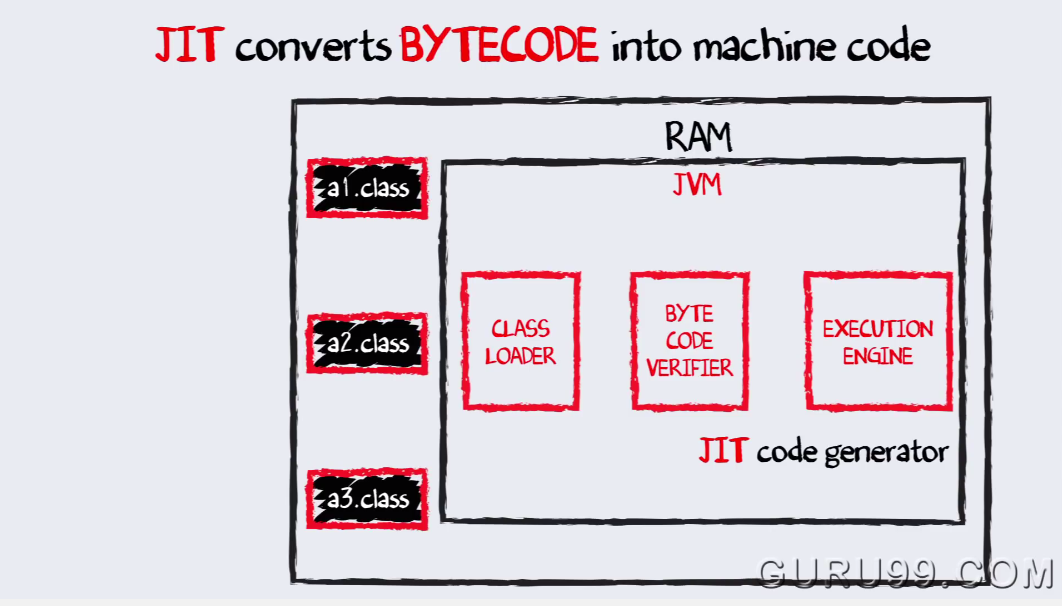 JIT converts BYTECODE into machine code
RAM
JVM
a1.class
a2.class
a3.class
CLASS
LOADER
BYTE
CODE
VERIFIER
EXECUTION
ENGINE
JIT code generator
GURU99.COM